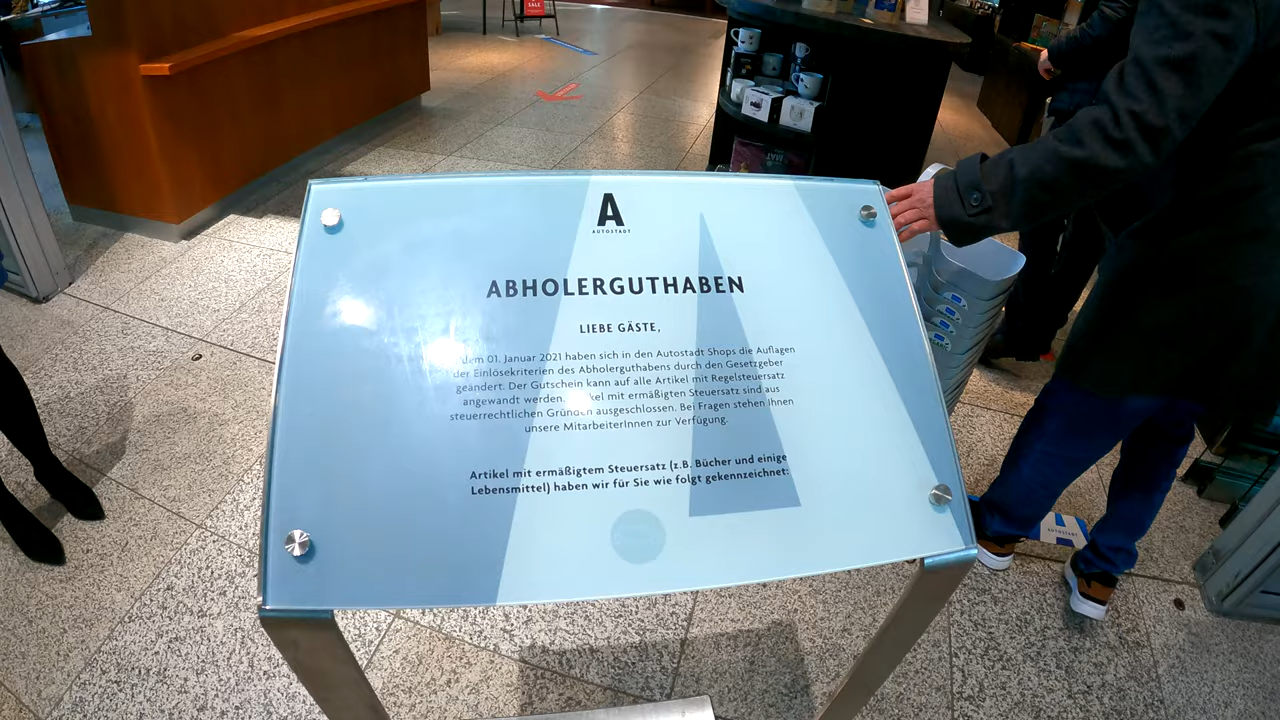 SALE
A
AUTOSTADT
ABHOLERGUTHABEN
LIEBE GÄSTE,
dem 01. Januar 2021 haben sich in den Autostadt Shops die Auflagen
der Einlösekriterien des Abholerguthabens durch den Gesetzgeber
geändert. Der Gutschein kann auf alle Artikel mit Regelsteuersatz
angewandt werden. mit ermäßigten Steuersatz sind aus
steuerrechtlichen Gründen ausgeschlossen. Bei Fragen stehen Ihnen
unsere MitarbeiterInnen zur Verfügung.
Artikel mit ermäßigtem Steuersatz (z.B. Bücher und einige
Lebensmittel) haben wir für Sie wie folgt gekennzeichnet:
AUTOSTADT